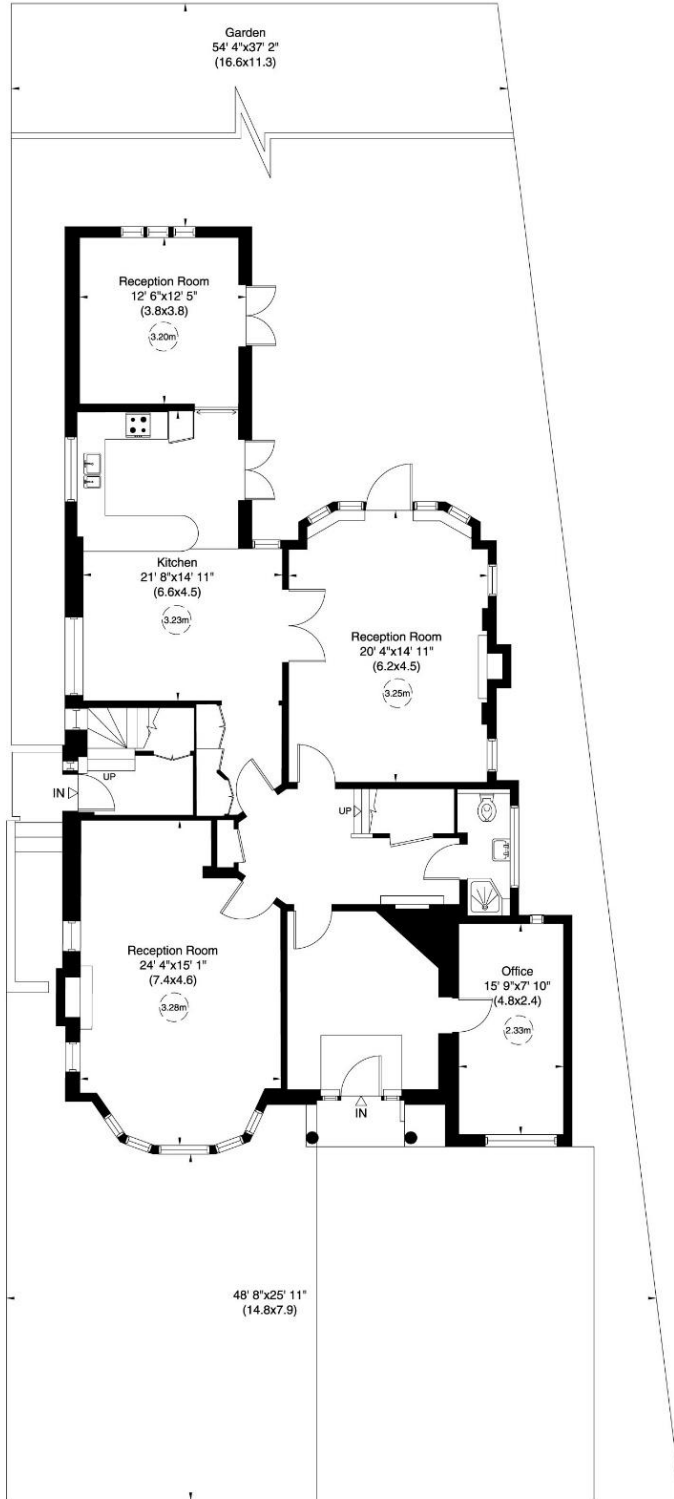 Garden
54' 4"x37' 2"
(16.6x11.3)
Reception Room
12' 6"x12' 5"
(3.8x3.8)
3.20m
Kitchen
21' 8"x14' 11"
(6.6x4.5)
3.23m
Reception Room
20' 4"x14' 11"
(6.2x4.5)
3.25m
UP
IN
UP
Reception Room
24' 4"x15' 1"
(7.4x4.6)
3.28m
Office
15' 9"x7' 10"
(4.8x2.4)
2.33m
IN
48' 8"x25' 11"
(14.8x7.9)